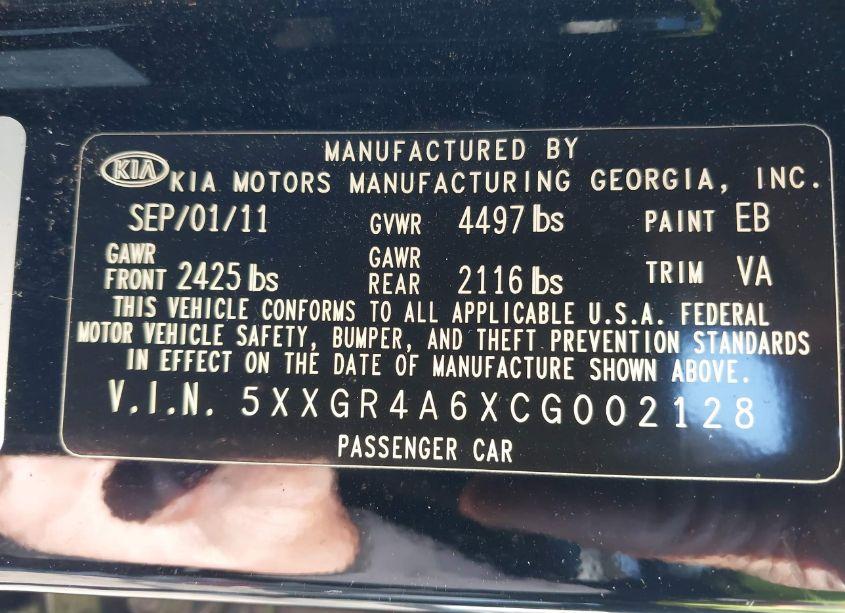 MANUFACTURED BY
KIA KIA MOTORS MANUFACTURING GEORGIA, INC.
SEP/01/11 GVWR 4497 lbs PAINT EB
GAWR FRONT 2425 lbs GAWR REAR 2116 lbs TRIM VA
THIS VEHICLE CONFORMS TO ALL APPLICABLE U.S.A. FEDERAL
MOTOR VEHICLE SAFETY, BUMPER, AND THEFT PREVENTION STANDARDS
IN EFFECT ON THE DATE OF MANUFACTURE SHOWN ABOVE.
V.I.N. 5XXGR4A6XCG002128
PASSENGER CAR